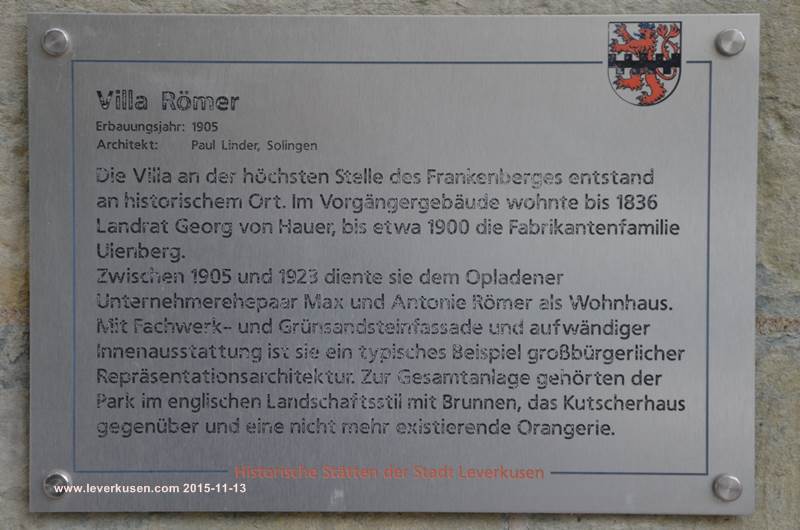 Villa Römer
Erbauungsjahr: 1905
Architekt: Paul Linder, Solingen
Die Villa an der höchsten Stelle des Frankenberges entstand
an historischem Ort. Im Vorgängergebäude wohnte bis 1836
Landrat Georg von Hauer, bis etwa 1900 die Fabrikantenfamilie
Uienberg.
Zwischen 1905 und 1923 diente sie dem Opladener
Unternehmerehepaar Max und Antonie Römer als Wohnhaus.
Mit Fachwerk- und Grünsandsteinfassade und aufwändiger
Innenausstattung ist sie ein typisches Beispiel großbürgerlicher
Repräsentationsarchitektur. Zur Gesamtanlage gehörten der
Park im englischen Landschaftsstil mit Brunnen, das Kutscherhaus
gegenüber und eine nicht mehr existierende Orangerie.
Historische Stätten der Stadt Leverkusen
www.leverkusen.com 2015-11-13